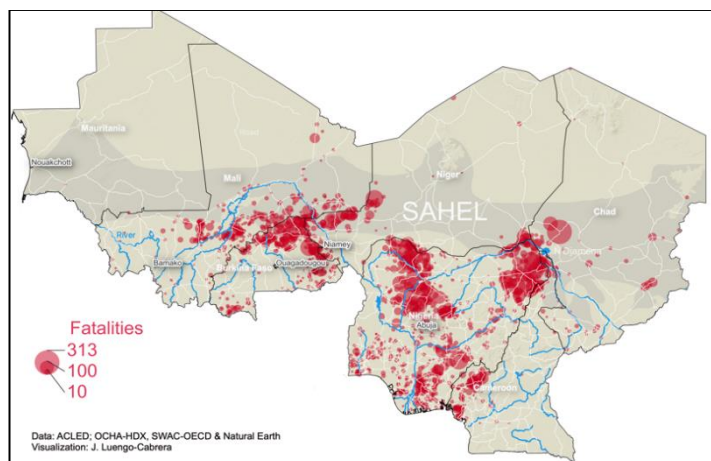 Mauritania
Nouakchott
Mali
Niger
SAHEL
Chad
River
Niamey
Bamako
Burkina Faso
Ouagadougou
Nigeria
Abuja
Cameroon
Fatalities
313
100
10
Data: ACLED; OCHA-HDX, SWAC-OECD & Natural Earth
Visualization: J. Luengo-Cabrera